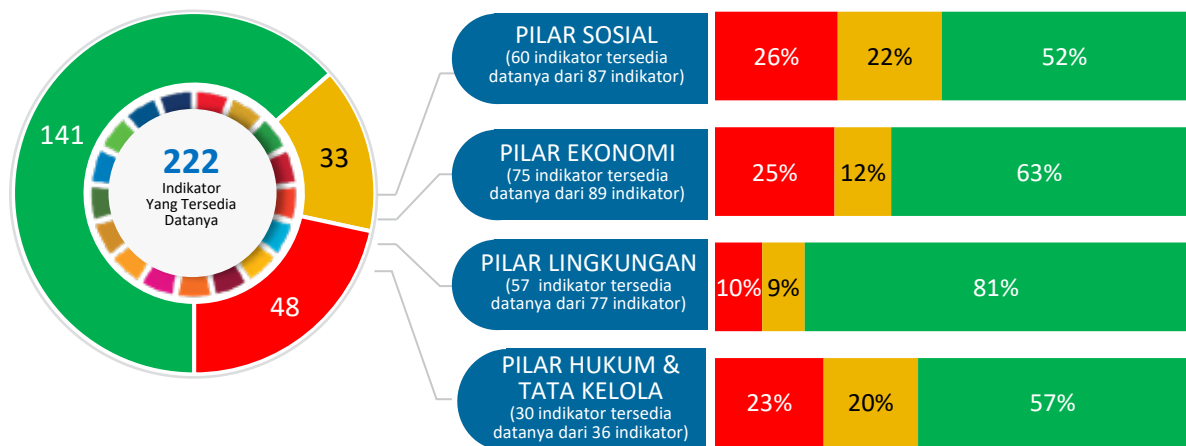 141
33
48
222
Indikator
Yang Tersedia
Datanya
PILAR SOSIAL
(60 indikator tersedia
datanya dari 87 indikator)
26% 22% 52%
PILAR EKONOMI
(75 indikator tersedia
datanya dari 89 indikator)
25% 12% 63%
PILAR LINGKUNGAN
(57 indikator tersedia
datanya dari 77 indikator)
10% 9% 81%
PILAR HUKUM &
TATA KELOLA
(30 indikator tersedia
datanya dari 36 indikator)
23% 20% 57%